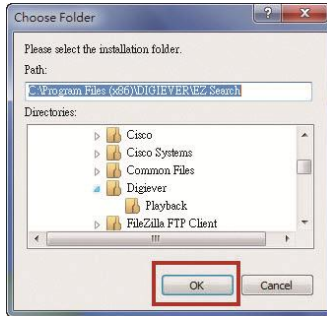 Choose Folder
Please select the installation folder.
Path:
C:\Program Files (x86)\DIGIEVER\EZ Search
Directories:
Cisco
Cisco Systems
Common Files
Digiever
Playback
FileZilla FTP Client
OK
Cancel